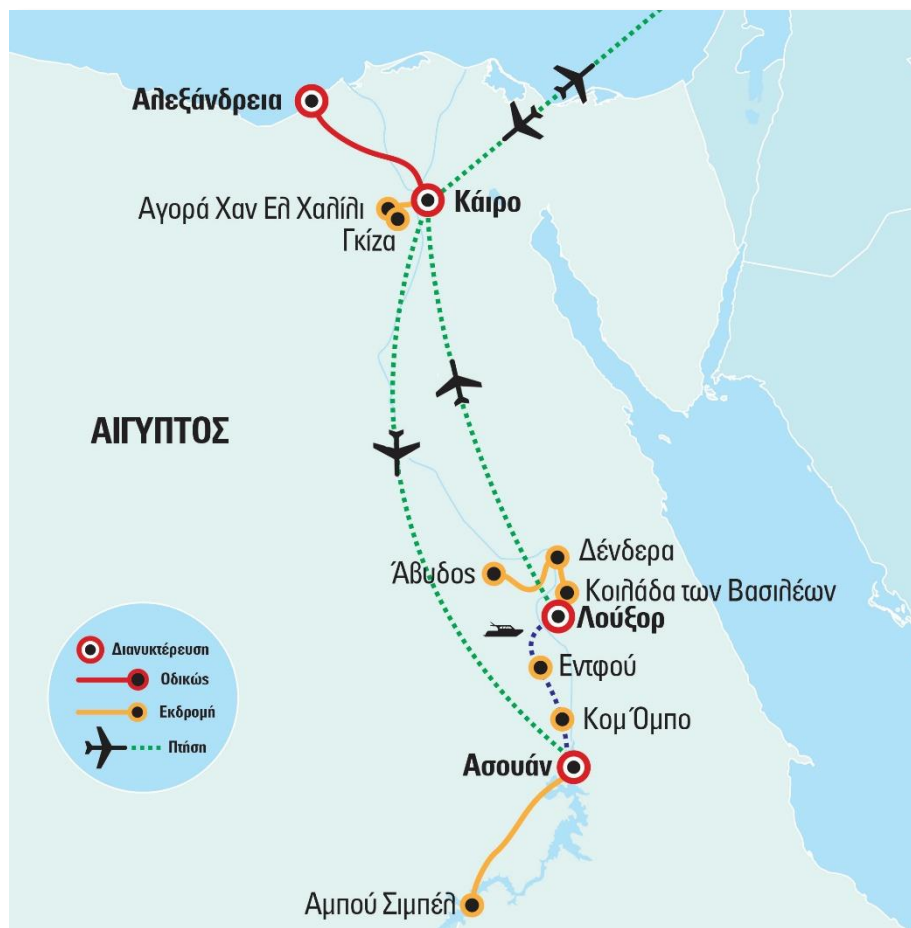 Αλεξάνδρεια
Κάιρο
Αγορά Χαν Ελ Χαλίλι
Γκίζα
ΑΙΓΥΠΤΟΣ
Δένδερα
Άβυδος
Κοιλάδα των Βασιλέων
Λούξορ
Εντφού
Κομ Όμπο
Ασουάν
Αμπού Σιμπέλ
Διανυκτέρευση
Οδικώς
Εκδρομή
Πτήση